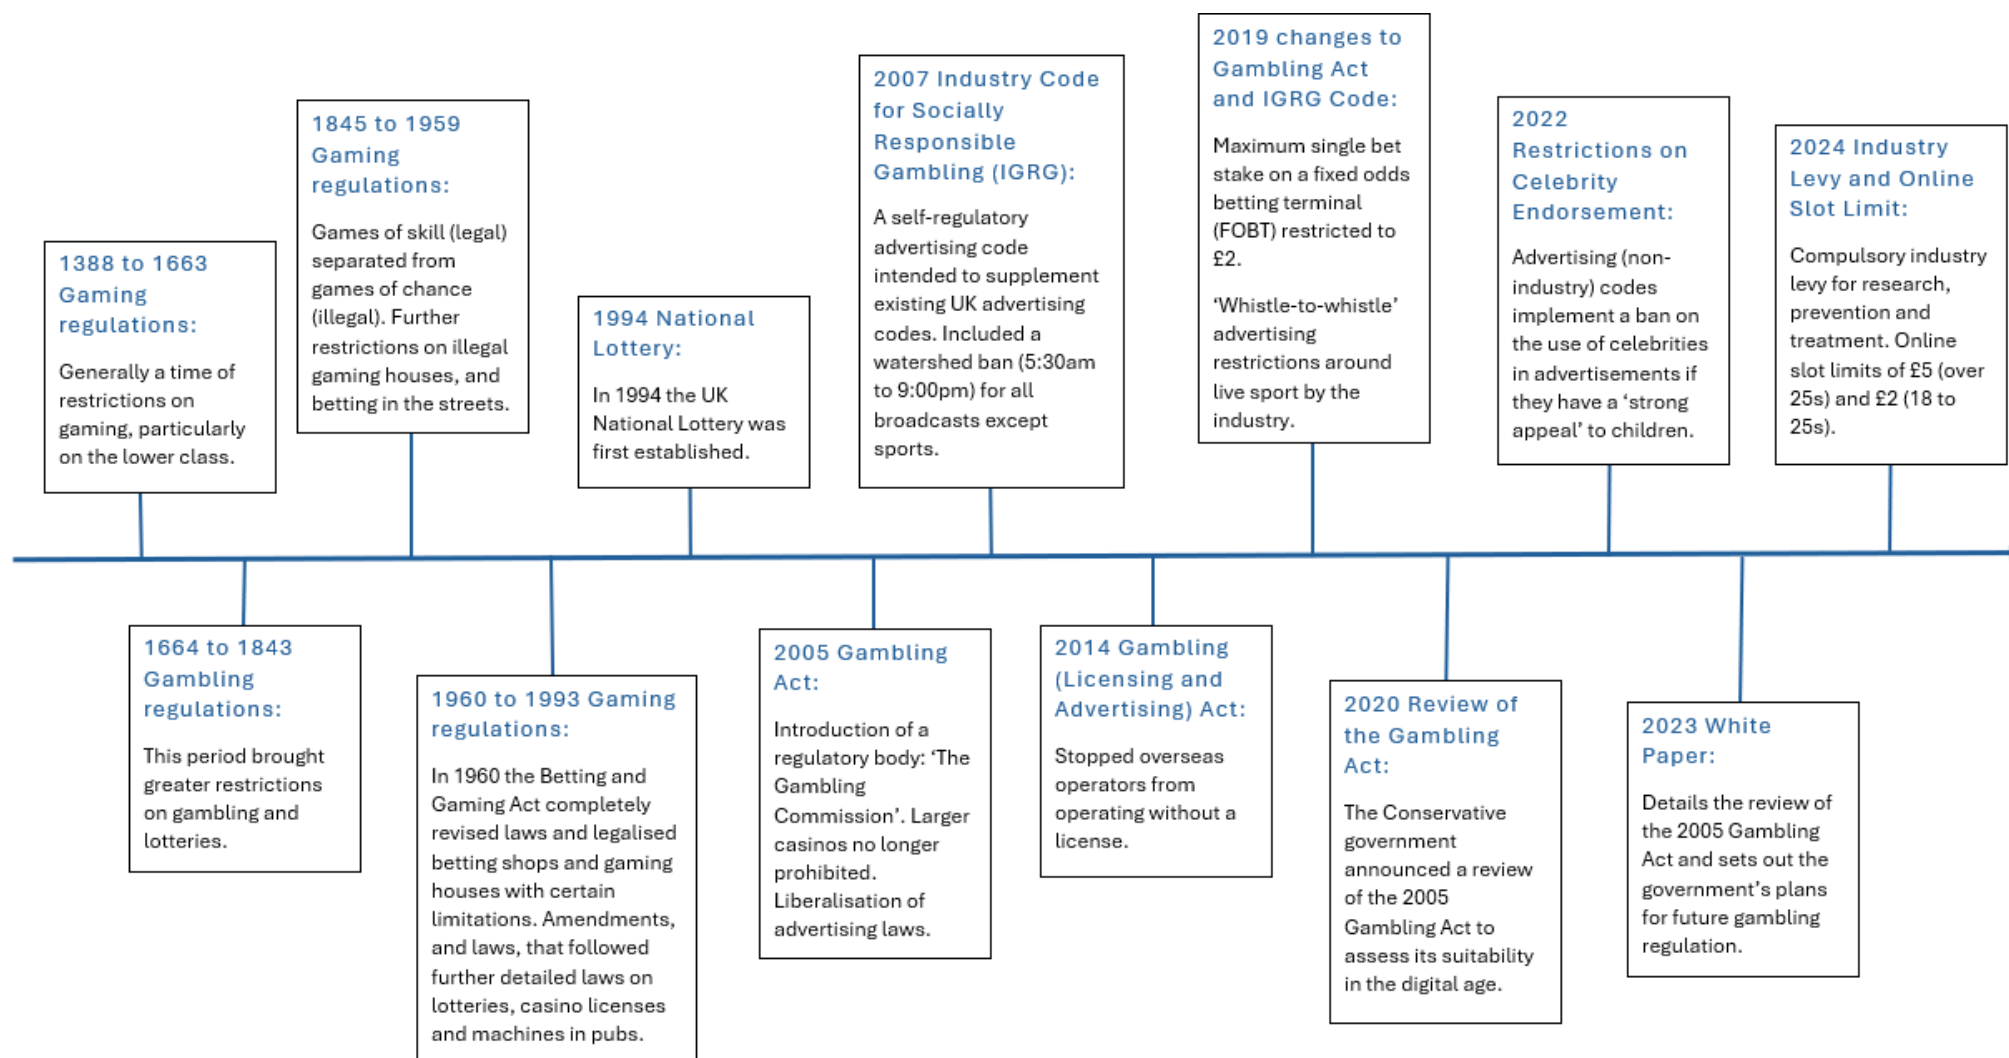 1388 to 1663
Gaming
regulations:
Generally a time of
restrictions on
gaming, particularly
on the lower class.
1664 to 1843
Gambling
regulations:
This period brought
greater restrictions
on gambling and
lotteries.
1845 to 1959
Gaming
regulations:
Games of skill (legal)
separated from
games of chance
(illegal). Further
restrictions on illegal
gaming houses, and
betting in the streets.
1960 to 1993 Gaming
regulations:
In 1960 the Betting and
Gaming Act completely
revised laws and legalised
betting shops and gaming
houses with certain
limitations. Amendments,
and laws, that followed
further detailed laws on
lotteries, casino licenses
and machines in pubs.
1994 National
Lottery:
In 1994 the UK
National Lottery was
first established.
2005 Gambling
Act:
Introduction of a
regulatory body: ‘The
Gambling
Commission’. Larger
casinos no longer
prohibited.
Liberalisation of
advertising laws.
2007 Industry Code
for Socially
Responsible
Gambling (IGRG):
A self-regulatory
advertising code
intended to supplement
existing UK advertising
codes. Included a
watershed ban (5:30am
to 9:00pm) for all
broadcasts except
sports.
2014 Gambling
(Licensing and
Advertising) Act:
Stopped overseas
operators from
operating without a
license.
2019 changes to
Gambling Act
and IGRG Code:
Maximum single bet
stake on a fixed odds
betting terminal
(FOBT) restricted to
£2.
‘Whistle-to-whistle’
advertising
restrictions around
live sport by the
industry.
2020 Review of
the Gambling
Act:
The Conservative
government
announced a review
of the 2005
Gambling Act to
assess its suitability
in the digital age.
2022
Restrictions on
Celebrity
Endorsement:
Advertising (non-
industry) codes
implement a ban on
the use of celebrities
in advertisements if
they have a ‘strong
appeal’ to children.
2023 White
Paper:
Details the review of
the 2005 Gambling
Act and sets out the
government’s plans
for future gambling
regulation.
2024 Industry
Levy and Online
Slot Limit:
Compulsory industry
levy for research,
prevention and
treatment. Online
slot limits of £5 (over
25s) and £2 (18 to
25s).